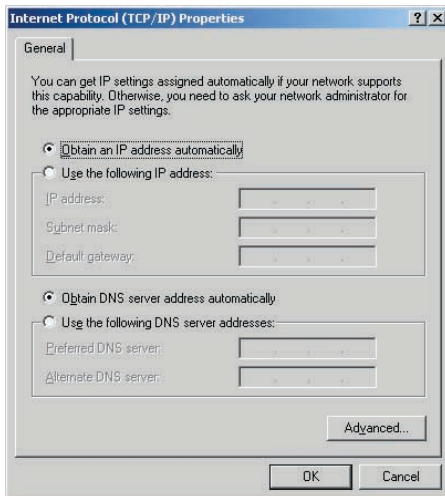 Internet Protocol (TCP/IP) Properties
General
You can get IP settings assigned automatically if your network supports
this capability. Otherwise, you need to ask your network administrator for
the appropriate IP settings.
Obtain an IP address automatically
Use the following IP address:
IP address:
Subnet mask:
Default gateway:
Obtain DNS server address automatically
Use the following DNS server addresses:
Preferred DNS server:
Alternate DNS server:
Advanced...
OK
Cancel